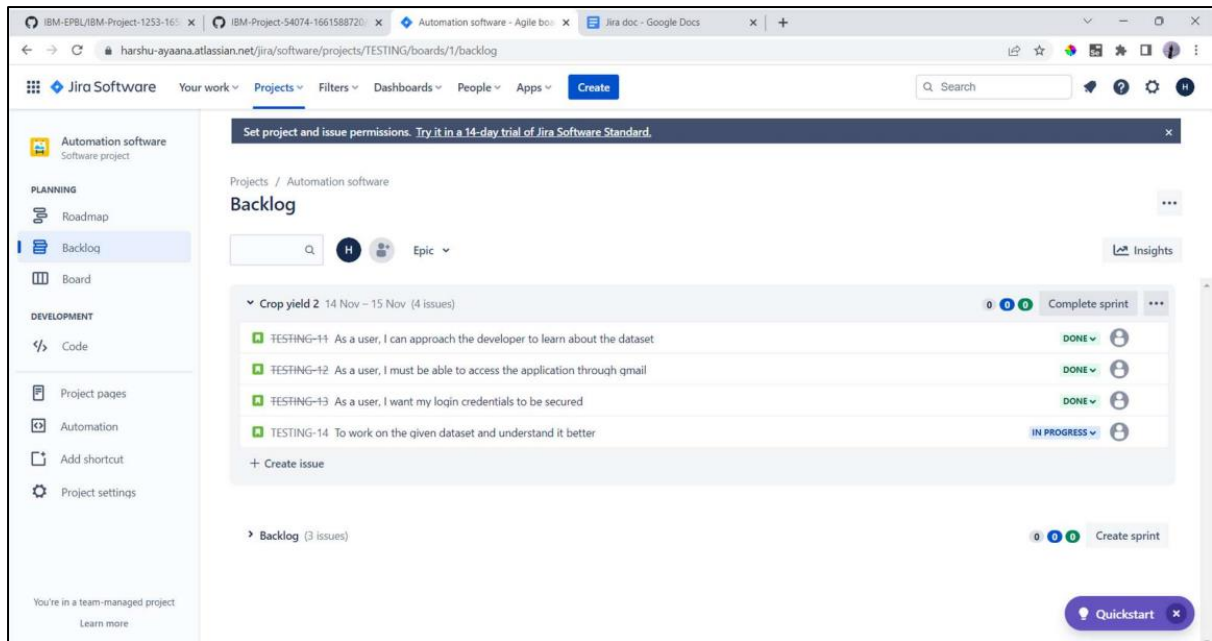 IBM-EPBL/IBM-Project-1253-165
IBM-Project-54074-1661588720/
Automation software - Agile boa
Jira doc - Google Docs
harshu-ayaana.atlassian.net/jira/software/projects/TESTING/boards/1/backlog
Jira Software Your work Projects Filters Dashboards People Apps Create Search H
Set project and issue permissions. Try it in a 14-day trial of Jira Software Standard.
Automation software
Software project
PLANNING
Roadmap
Backlog
Board
DEVELOPMENT
Code
Project pages
Automation
Add shortcut
Project settings
You're in a team-managed project
Learn more
Projects / Automation software
Backlog
H Epic Insights
Crop yield 2 14 Nov – 15 Nov (4 issues) 0 0 0 Complete sprint
TESTING-11 As a user, I can approach the developer to learn about the dataset DONE
TESTING-12 As a user, I must be able to access the application through gmail DONE
TESTING-13 As a user, I want my login credentials to be secured DONE
TESTING-14 To work on the given dataset and understand it better IN PROGRESS
+ Create issue
Backlog (3 issues) 0 0 0 Create sprint
Quickstart